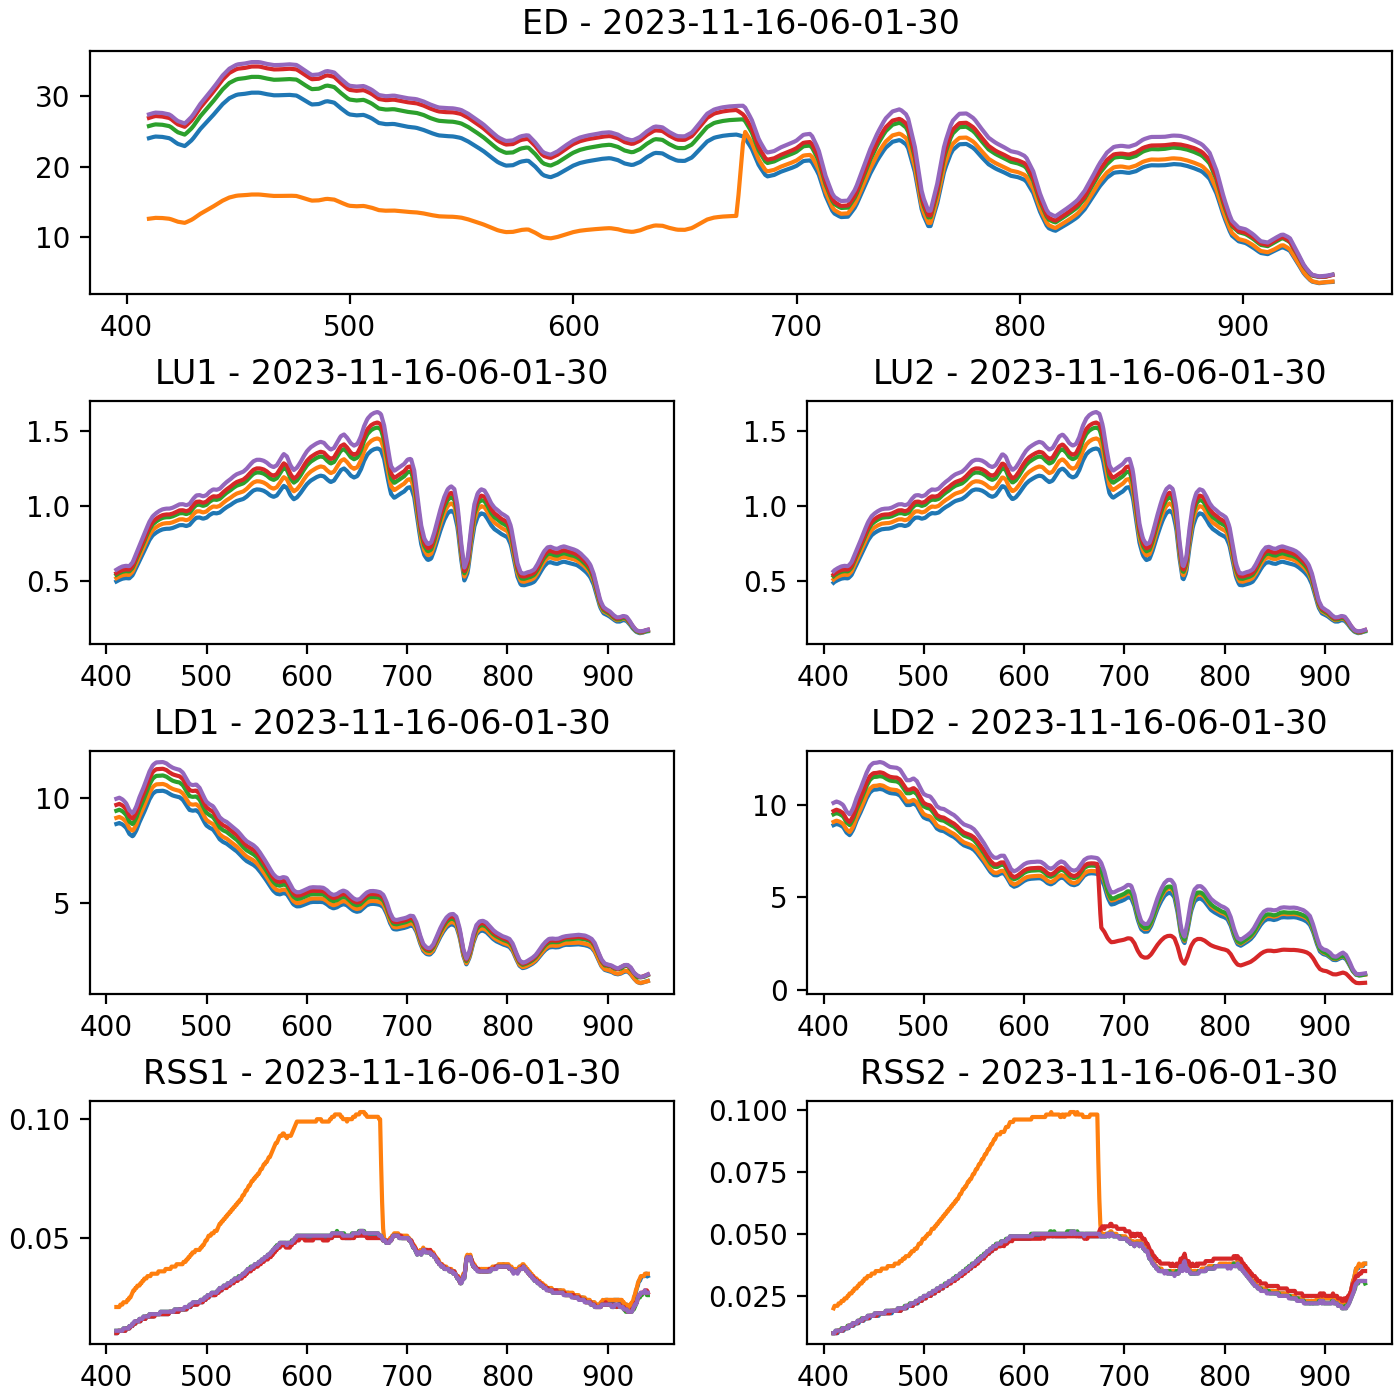 ED - 2023-11-16-06-01-30
30
20
10
400 500 600 700 800 900
LU1 - 2023-11-16-06-01-30
1.5
1.0
0.5
400 500 600 700 800 900
LU2 - 2023-11-16-06-01-30
1.5
1.0
0.5
400 500 600 700 800 900
LD1 - 2023-11-16-06-01-30
10
5
400 500 600 700 800 900
LD2 - 2023-11-16-06-01-30
10
5
0
400 500 600 700 800 900
RSS1 - 2023-11-16-06-01-30
0.10
0.05
400 500 600 700 800 900
RSS2 - 2023-11-16-06-01-30
0.100
0.075
0.050
0.025
400 500 600 700 800 900